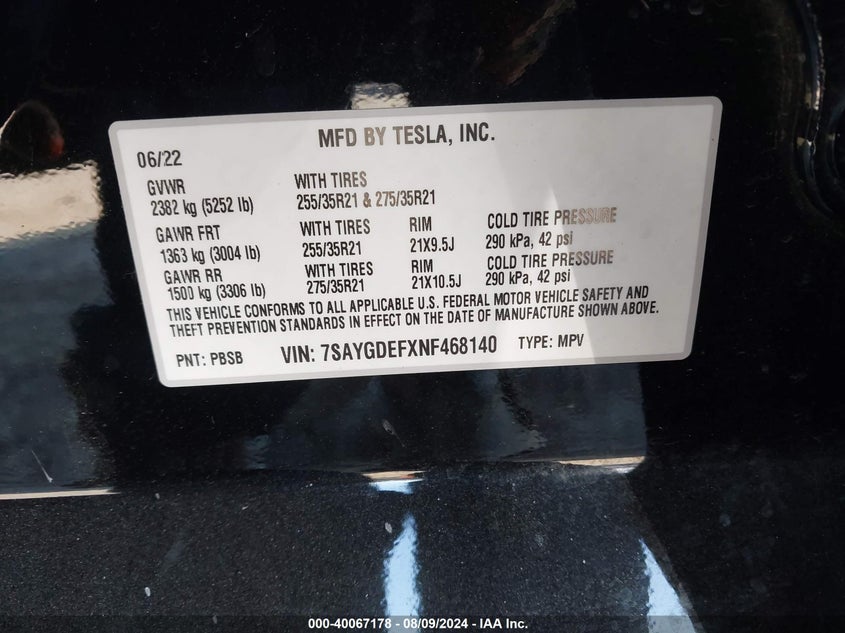 MFD BY TESLA, INC.
06/22
GVWR WITH TIRES
2382 kg (5252 lb) 255/35R21 & 275/35R21
GAWR FRT WITH TIRES RIM COLD TIRE PRESSURE
1363 kg (3004 lb) 255/35R21 21X9.5J 290 kPa, 42 psi
GAWR RR WITH TIRES RIM COLD TIRE PRESSURE
1500 kg (3306 lb) 275/35R21 21X10.5J 290 kPa, 42 psi
THIS VEHICLE CONFORMS TO ALL APPLICABLE U.S. FEDERAL MOTOR VEHICLE SAFETY AND
THEFT PREVENTION STANDARDS IN EFFECT ON THE DATE OF MANUFACTURE SHOWN ABOVE.
PNT: PBSB VIN: 7SAYGDEFXNF468140 TYPE: MPV
000-40067178 - 08/09/2024 - IAA Inc.